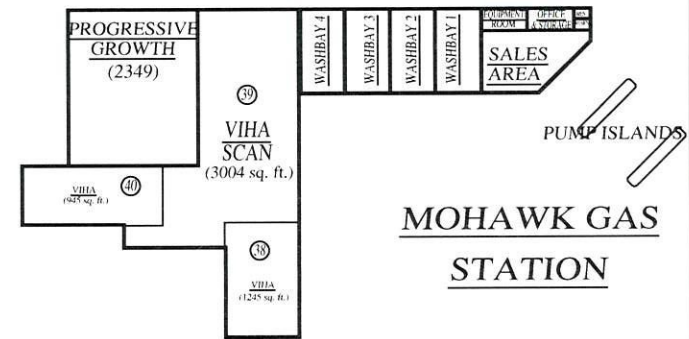 PROGRESSIVE
GROWTH
(2349)
39
VIHA
SCAN
(3004 sq. ft.)
40
VIHA
(945 sq. ft.)
38
VIHA
(1245 sq. ft.)
WASHBAY 4
WASHBAY 3
WASHBAY 2
WASHBAY 1
EQUIPMENT
ROOM
OFFICE
& STORAGE
SALES
AREA
PUMP ISLANDS
MOHAWK GAS
STATION